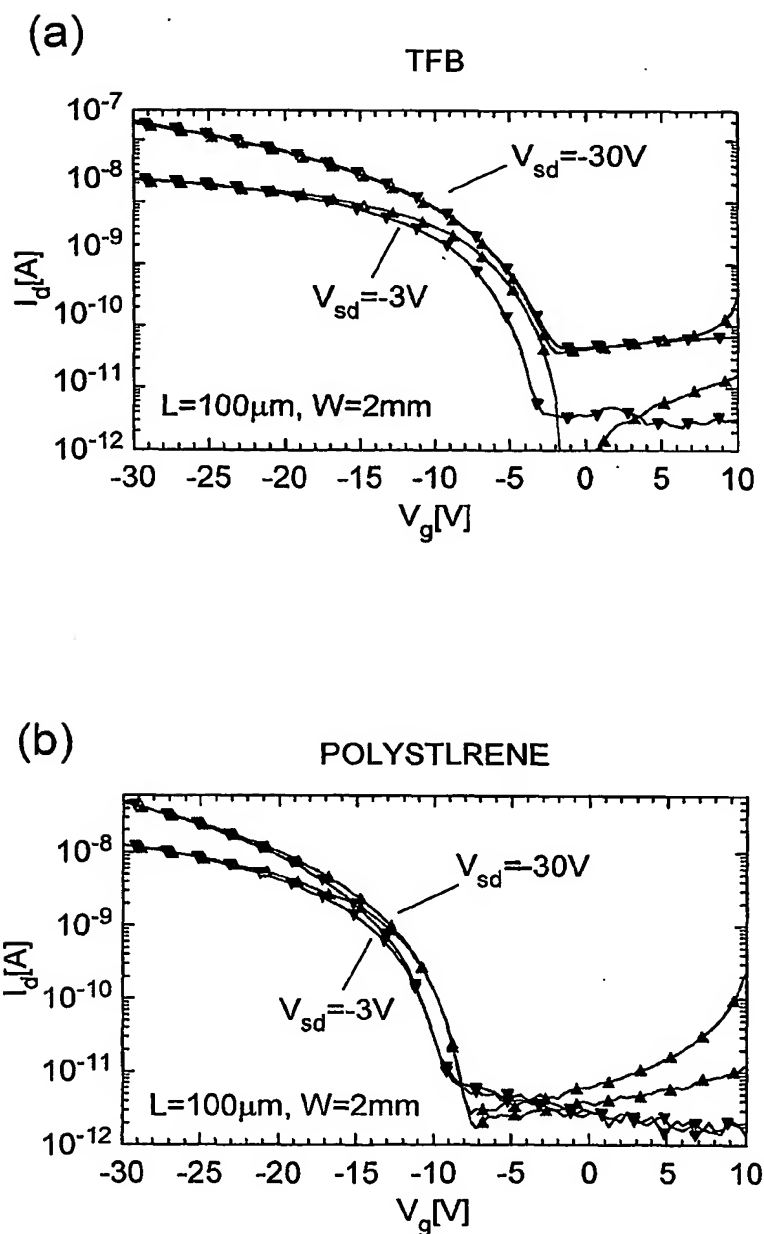 (a)
TFB
10-7
10-8
10-9
10-10
10-11
10-12
Id[A]
Vsd=-30V
Vsd=-3V
L=100μm, W=2mm
-30 -25 -20 -15 -10 -5 0 5 10
Vg[V]
(b)
POLYSTLRENE
10-8
10-9
10-10
10-11
10-12
Id[A]
Vsd=-30V
Vsd=-3V
L=100μm, W=2mm
-30 -25 -20 -15 -10 -5 0 5 10
Vg[V]